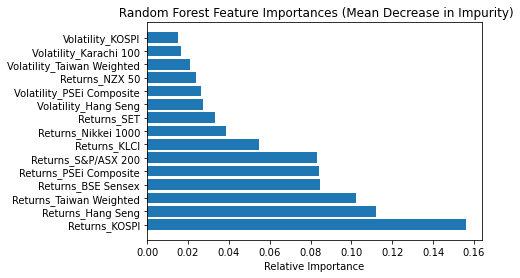 Random Forest Feature Importances (Mean Decrease in Impurity)
Volatility_KOSPI
Volatility_Karachi 100
Volatility_Taiwan Weighted
Returns_NZX 50
Volatility_PSEi Composite
Volatility_Hang Seng
Returns_SET
Returns_Nikkei 1000
Returns_KLCI
Returns_S&P/ASX 200
Returns_PSEi Composite
Returns_BSE Sensex
Returns_Taiwan Weighted
Returns_Hang Seng
Returns_KOSPI
0.00 0.02 0.04 0.06 0.08 0.10 0.12 0.14 0.16
Relative Importance